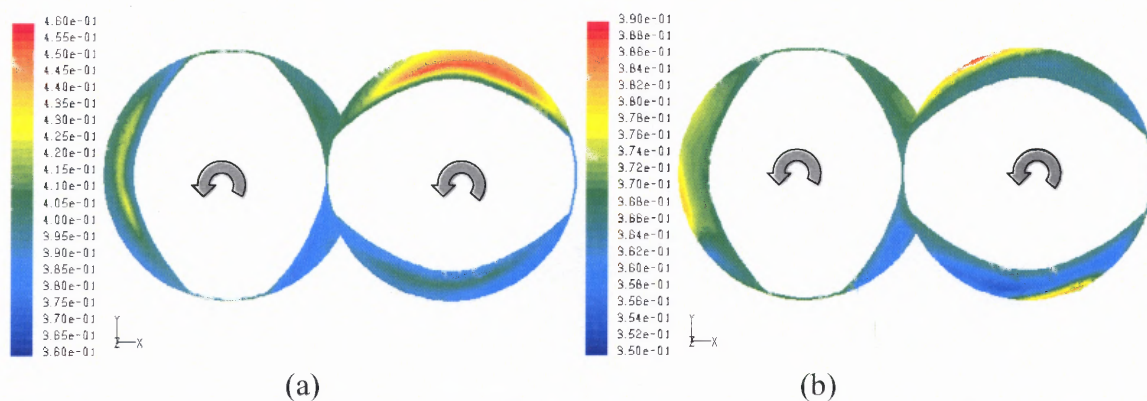 4.60e-01
4.55e-01
4.50e-01
4.45e-01
4.40e-01
4.35e-01
4.30e-01
4.25e-01
4.20e-01
4.15e-01
4.10e-01
4.05e-01
4.00e-01
3.95e-01
3.90e-01
3.85e-01
3.80e-01
3.75e-01
3.70e-01
3.65e-01
3.60e-01
Y
Z X
(a)
3.90e-01
3.88e-01
3.86e-01
3.84e-01
3.82e-01
3.80e-01
3.78e-01
3.76e-01
3.74e-01
3.72e-01
3.70e-01
3.68e-01
3.66e-01
3.64e-01
3.62e-01
3.60e-01
3.58e-01
3.56e-01
3.54e-01
3.52e-01
3.50e-01
Y
Z X
(b)